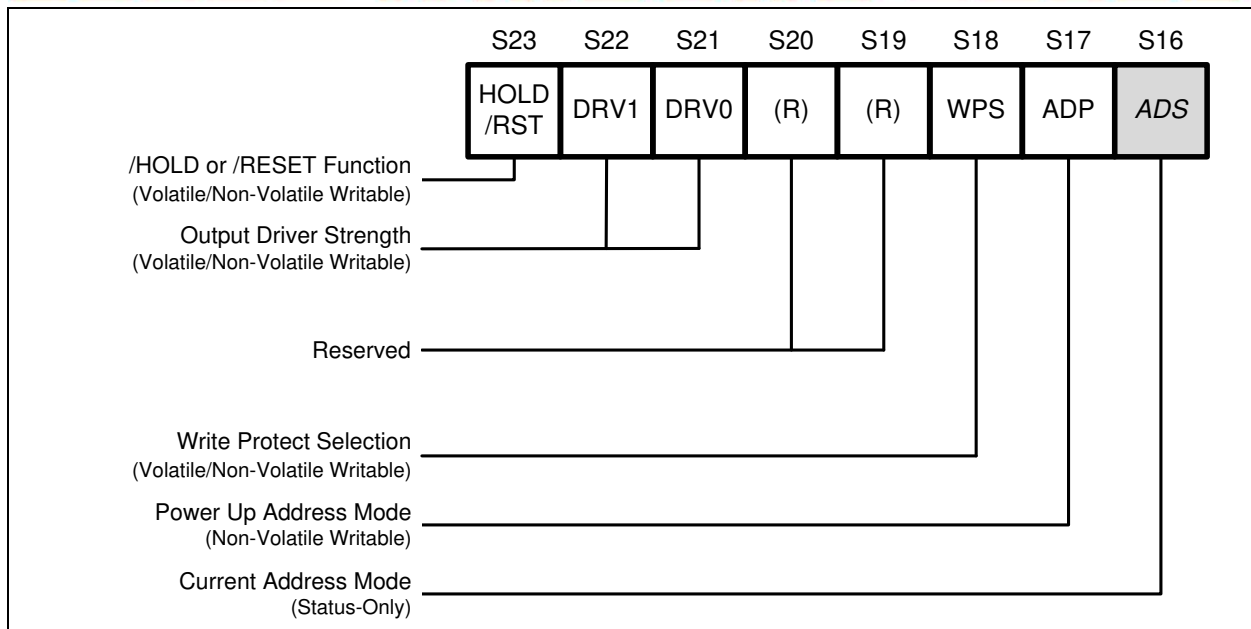 S23 S22 S21 S20 S19 S18 S17 S16
HOLD
/RST DRV1 DRV0 (R) (R) WPS ADP ADS
/HOLD or /RESET Function
(Volatile/Non-Volatile Writable)
Output Driver Strength
(Volatile/Non-Volatile Writable)
Reserved
Write Protect Selection
(Volatile/Non-Volatile Writable)
Power Up Address Mode
(Non-Volatile Writable)
Current Address Mode
(Status-Only)